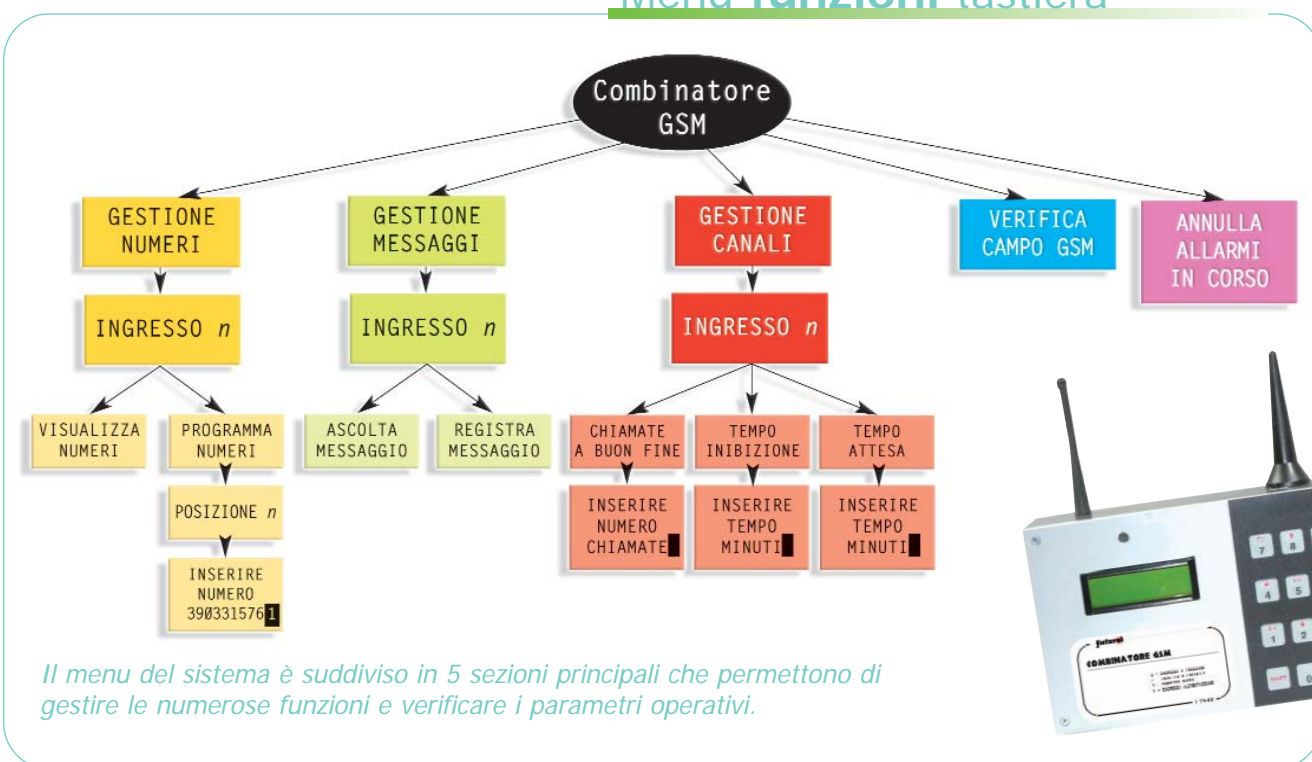 Menu funzioni tastiera
Combinatore
GSM
GESTIONE
NUMERI
GESTIONE
MESSAGGI
GESTIONE
CANALI
VERIFICA
CAMPO GSM
ANNULLA
ALLARMI
IN CORSO
INGRESSO n
INGRESSO n
INGRESSO n
VISUALIZZA
NUMERI
PROGRAMMA
NUMERI
ASCOLTA
MESSAGGIO
REGISTRA
MESSAGGIO
CHIAMATE
A BUON FINE
TEMPO
INIBIZIONE
TEMPO
ATTESA
POSIZIONE n
INSERIRE
NUMERO
CHIAMATE
INSERIRE
TEMPO
MINUTI
INSERIRE
TEMPO
MINUTI
INSERIRE
NUMERO
3903315761
7 8
4 5
1 2
0
COMBINATORE GSM
Il menu del sistema è suddiviso in 5 sezioni principali che permettono di
gestire le numerose funzioni e verificare i parametri operativi.